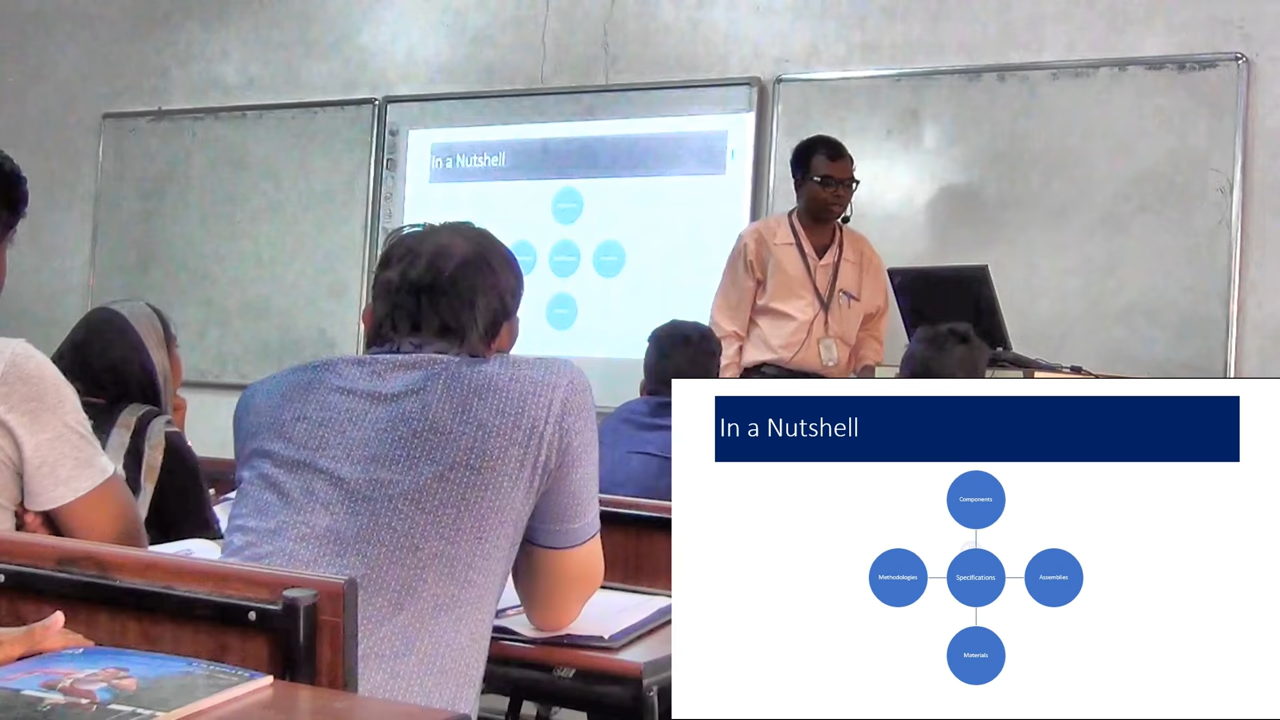 In a Nutshell
In a Nutshell
Components
Methodologies
Specifications
Assemblies
Materials